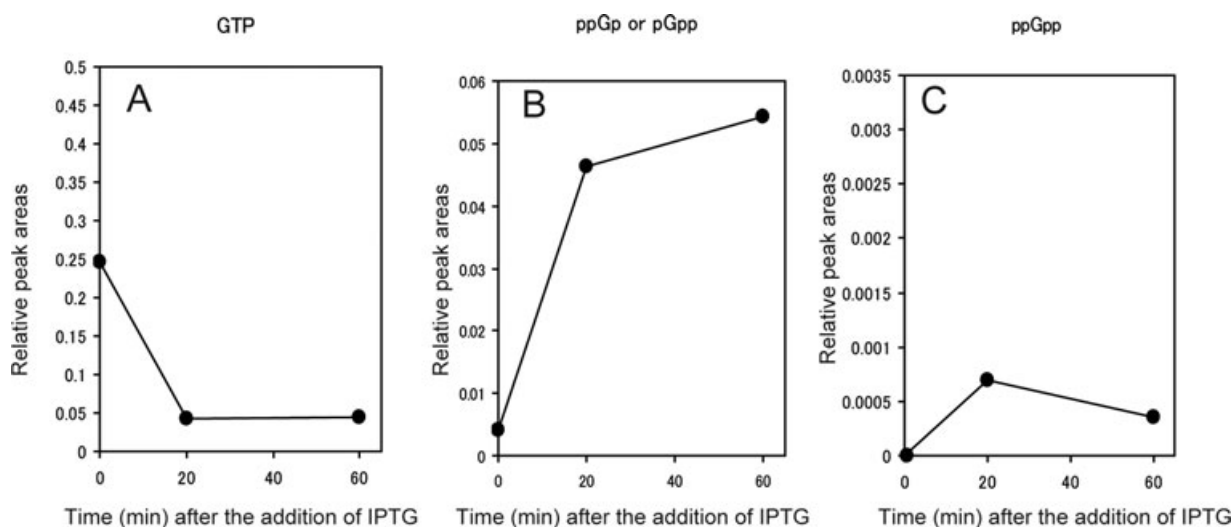 GTP
A
Relative peak areas
0.5
0.45
0.4
0.35
0.3
0.25
0.2
0.15
0.1
0.05
0
0 20 40 60
Time (min) after the addition of IPTG
ppGp or pGpp
B
Relative peak areas
0.06
0.05
0.04
0.03
0.02
0.01
0
0 20 40 60
Time (min) after the addition of IPTG
ppGpp
C
Relative peak areas
0.0035
0.003
0.0025
0.002
0.0015
0.001
0.0005
0
0 20 40 60
Time (min) after the addition of IPTG